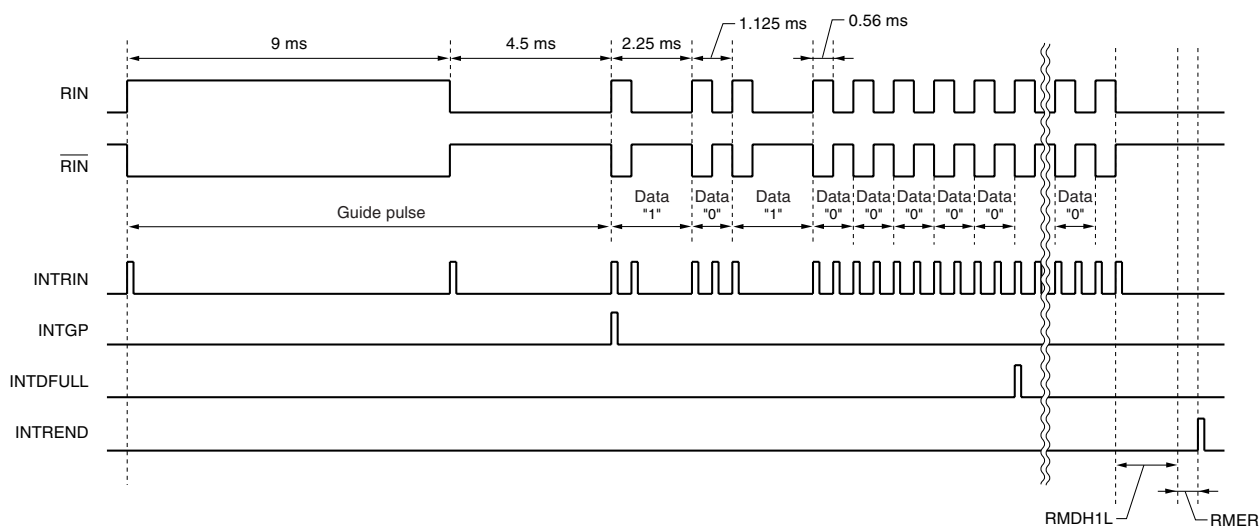 1.125 ms
0.56 ms
9 ms
4.5 ms
2.25 ms
RIN
RIN
Data "1"
Data "0"
Data "1"
Data "0"
Data "0"
Data "0"
Data "0"
Data "0"
Data "0"
Guide pulse
INTRIN
INTGP
INTDFULL
INTREND
RMDH1L
RMER